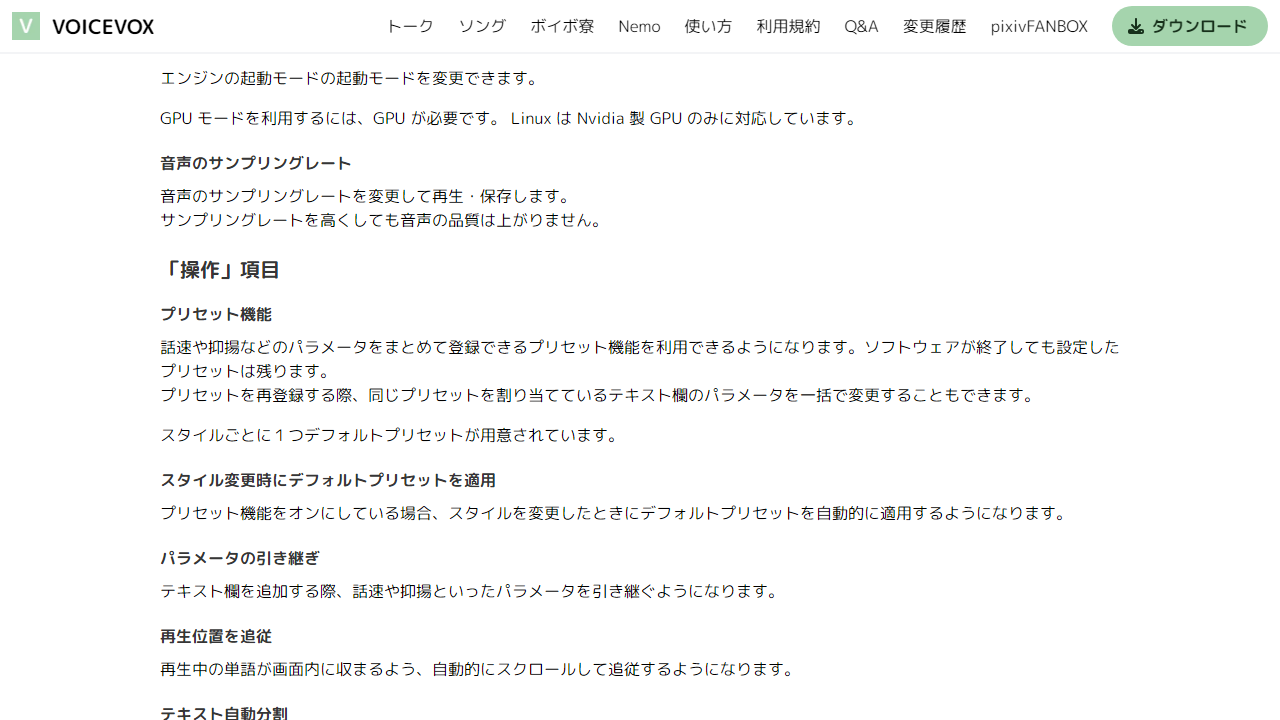 V VOICEVOX トーク ソング ボイボ寮 Nemo 使い方 利用規約 Q&A 変更履歴 pixivFANBOX ダウンロード
エンジンの起動モードの起動モードを変更できます。
GPU モードを利用するには、GPU が必要です。 Linux は Nvidia 製 GPU のみに対応しています。
音声のサンプリングレート
音声のサンプリングレートを変更して再生・保存します。
サンプリングレートを高くしても音声の品質は上がりません。
「操作」項目
プリセット機能
話速や抑揚などのパラメータをまとめて登録できるプリセット機能を利用できるようになります。ソフトウェアが終了しても設定した
プリセットは残ります。
プリセットを再登録する際、同じプリセットを割り当てているテキスト欄のパラメータを一括で変更することもできます。
スタイルごとに１つデフォルトプリセットが用意されています。
スタイル変更時にデフォルトプリセットを適用
プリセット機能をオンにしている場合、スタイルを変更したときにデフォルトプリセットを自動的に適用するようになります。
パラメータの引き継ぎ
テキスト欄を追加する際、話速や抑揚といったパラメータを引き継ぐようになります。
再生位置を追従
再生中の単語が画面内に収まるよう、自動的にスクロールして追従するようになります。
テキスト自動分割